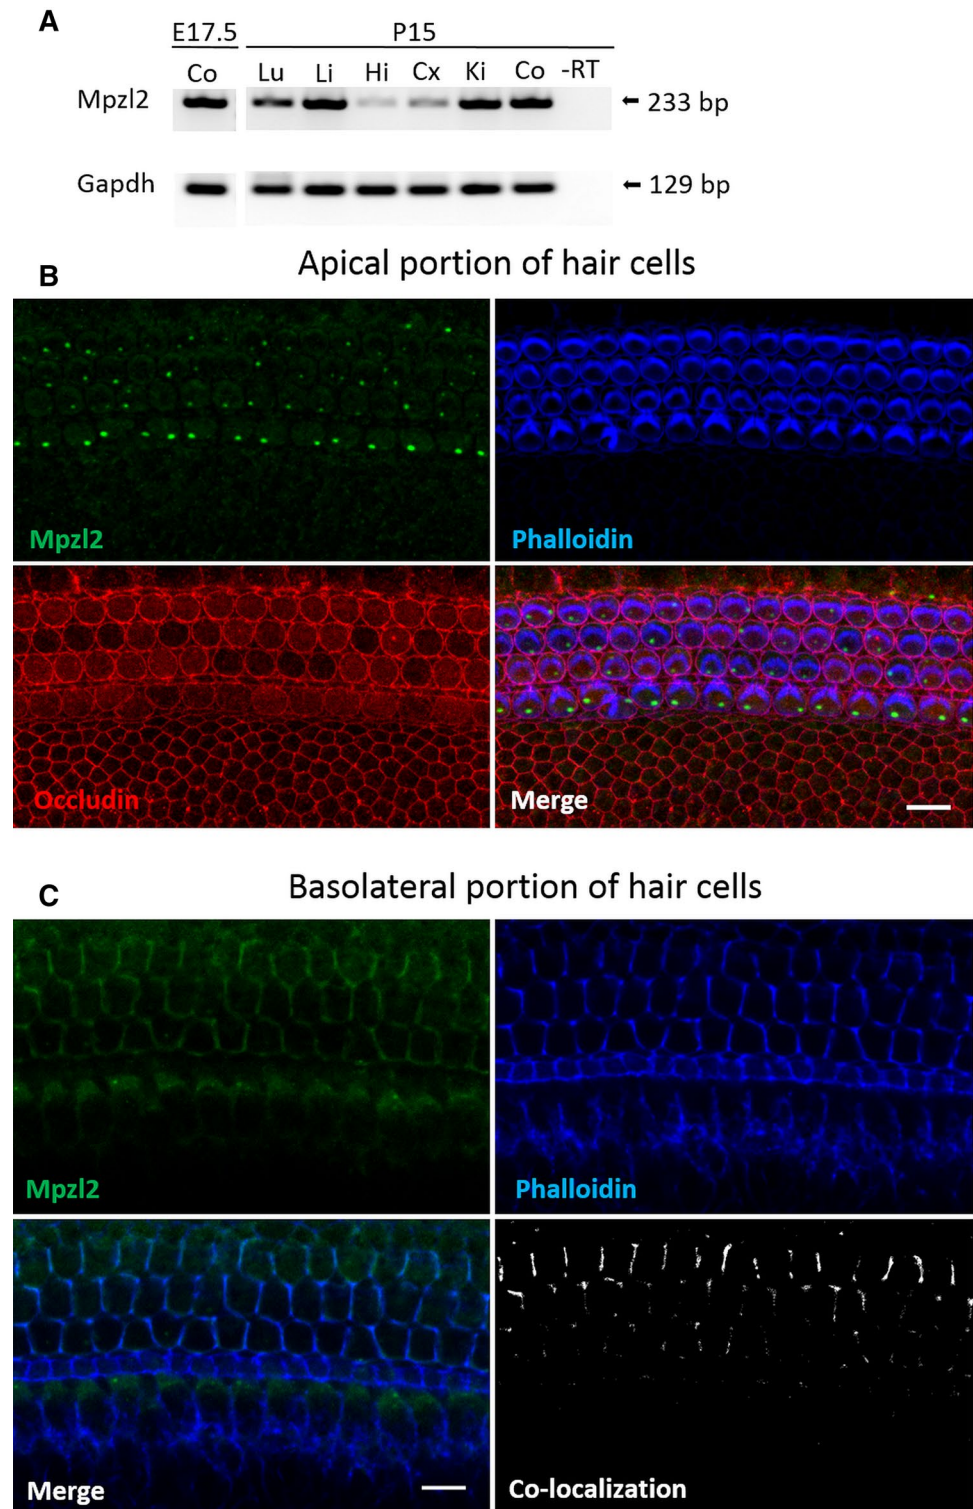 A
E17.5 P15
Co Lu Li Hi Cx Ki Co -RT
Mpzl2 ← 233 bp
Gapdh ← 129 bp
B
Apical portion of hair cells
Mpzl2 Phalloidin
Occludin Merge
C
Basolateral portion of hair cells
Mpzl2 Phalloidin
Merge Co-localization